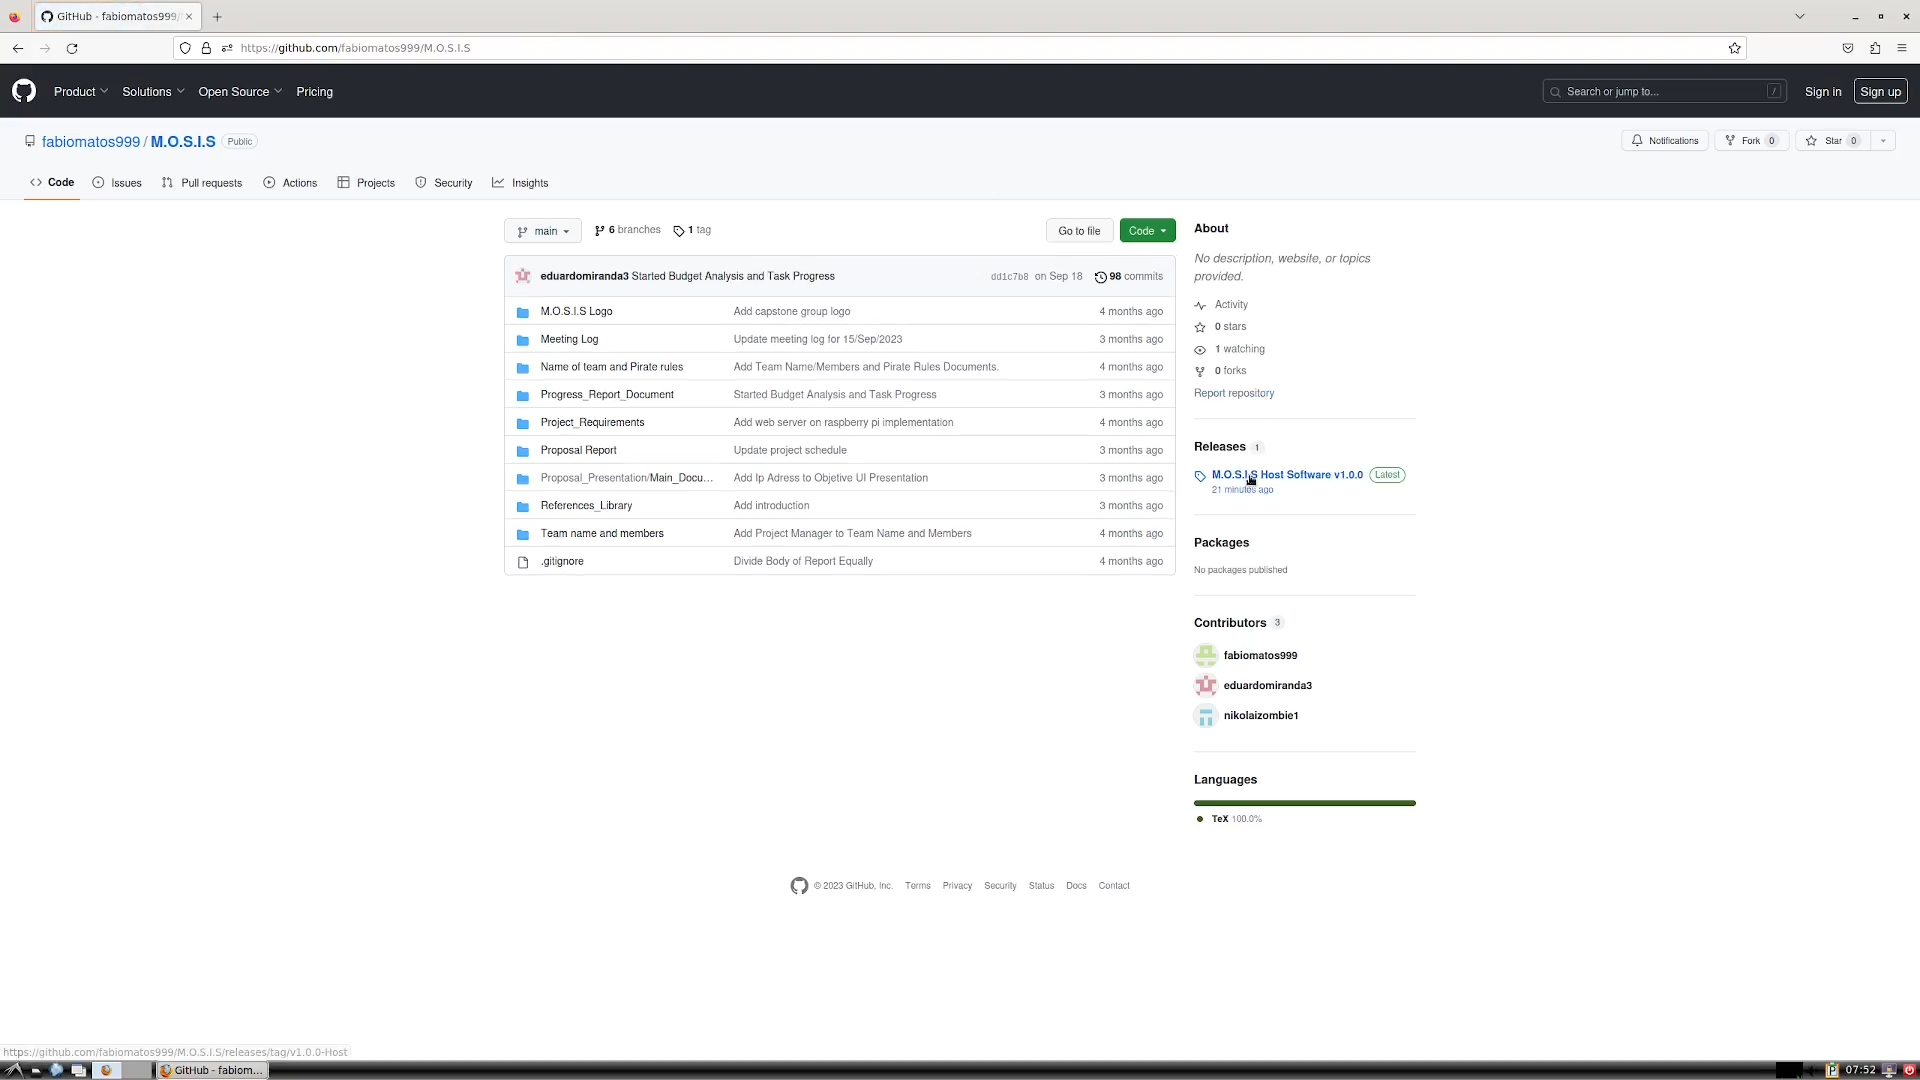 GitHub - fabiomatos999/
https://github.com/fabiomatos999/M.O.S.I.S
Product Solutions Open Source Pricing Search or jump to... / Sign in Sign up
fabiomatos999 / M.O.S.I.S Public Notifications Fork 0 Star 0
Code Issues Pull requests Actions Projects Security Insights
main 6 branches 1 tag Go to file Code
eduardomiranda3 Started Budget Analysis and Task Progress dd1c7b8 on Sep 18 98 commits
M.O.S.I.S Logo Add capstone group logo 4 months ago
Meeting Log Update meeting log for 15/Sep/2023 3 months ago
Name of team and Pirate rules Add Team Name/Members and Pirate Rules Documents. 4 months ago
Progress_Report_Document Started Budget Analysis and Task Progress 3 months ago
Project_Requirements Add web server on raspberry pi implementation 4 months ago
Proposal Report Update project schedule 3 months ago
Proposal_Presentation/Main_Docu... Add Ip Adress to Objetive UI Presentation 3 months ago
References_Library Add introduction 3 months ago
Team name and members Add Project Manager to Team Name and Members 4 months ago
.gitignore Divide Body of Report Equally 4 months ago
About
No description, website, or topics
provided.
Activity
0 stars
1 watching
0 forks
Report repository
Releases 1
M.O.S.I.S Host Software v1.0.0 Latest
21 minutes ago
Packages
No packages published
Contributors 3
fabiomatos999
eduardomiranda3
nikolaizombie1
Languages
TeX 100.0%
© 2023 GitHub, Inc. Terms Privacy Security Status Docs Contact
https://github.com/fabiomatos999/M.O.S.I.S/releases/tag/v1.0.0-Host
GitHub - fabiom... 07:52